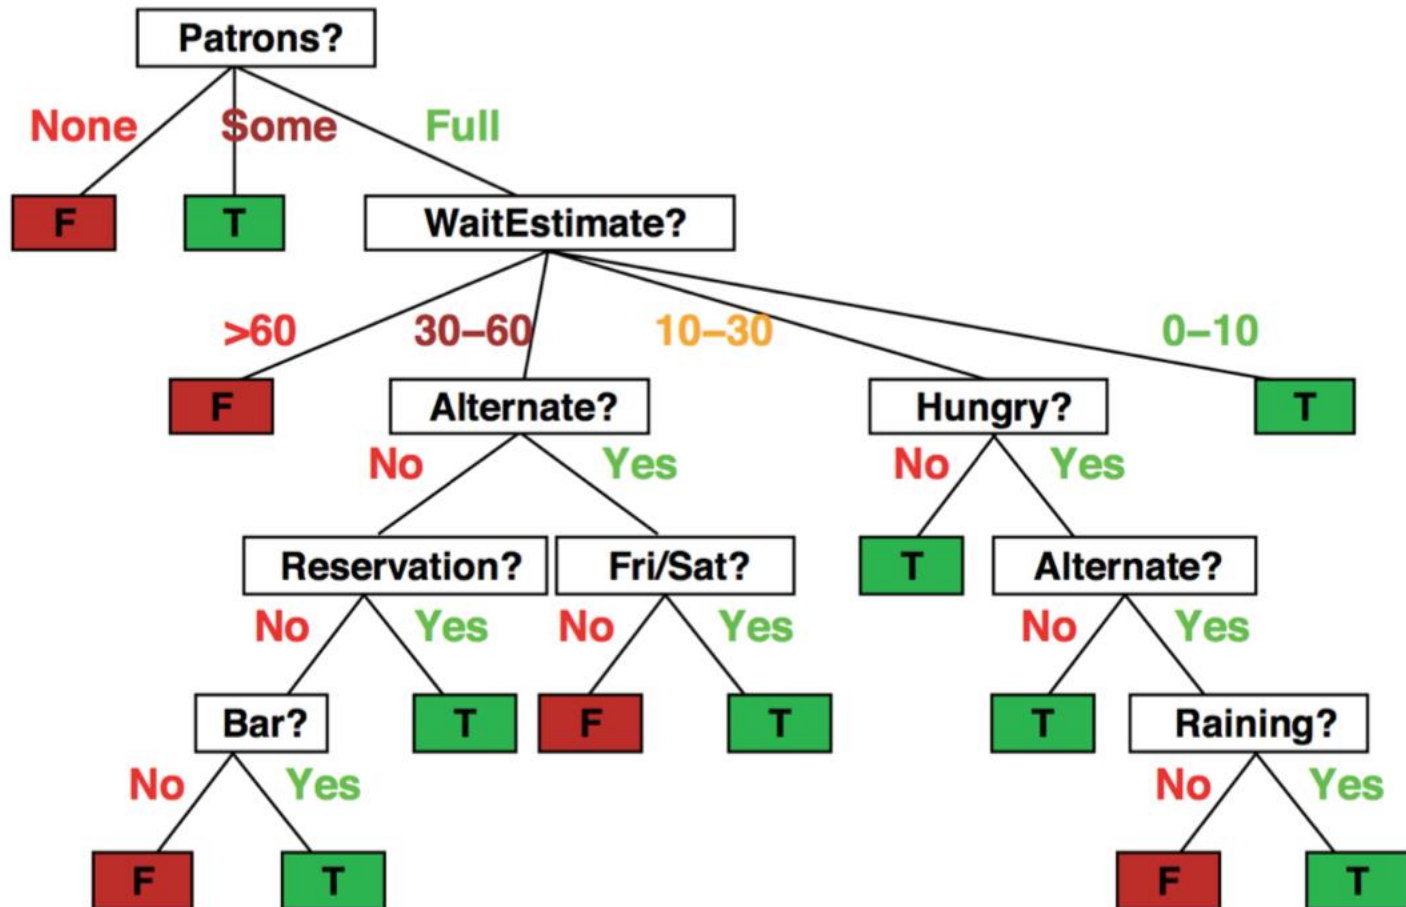 Patrons?
None Some Full
F T WaitEstimate?
>60 30–60 10–30 0–10
F Alternate? Hungry? T
No Yes No Yes
Reservation? Fri/Sat? T Alternate?
No Yes No Yes No Yes
Bar? T F T T Raining?
No Yes No Yes
F T F T